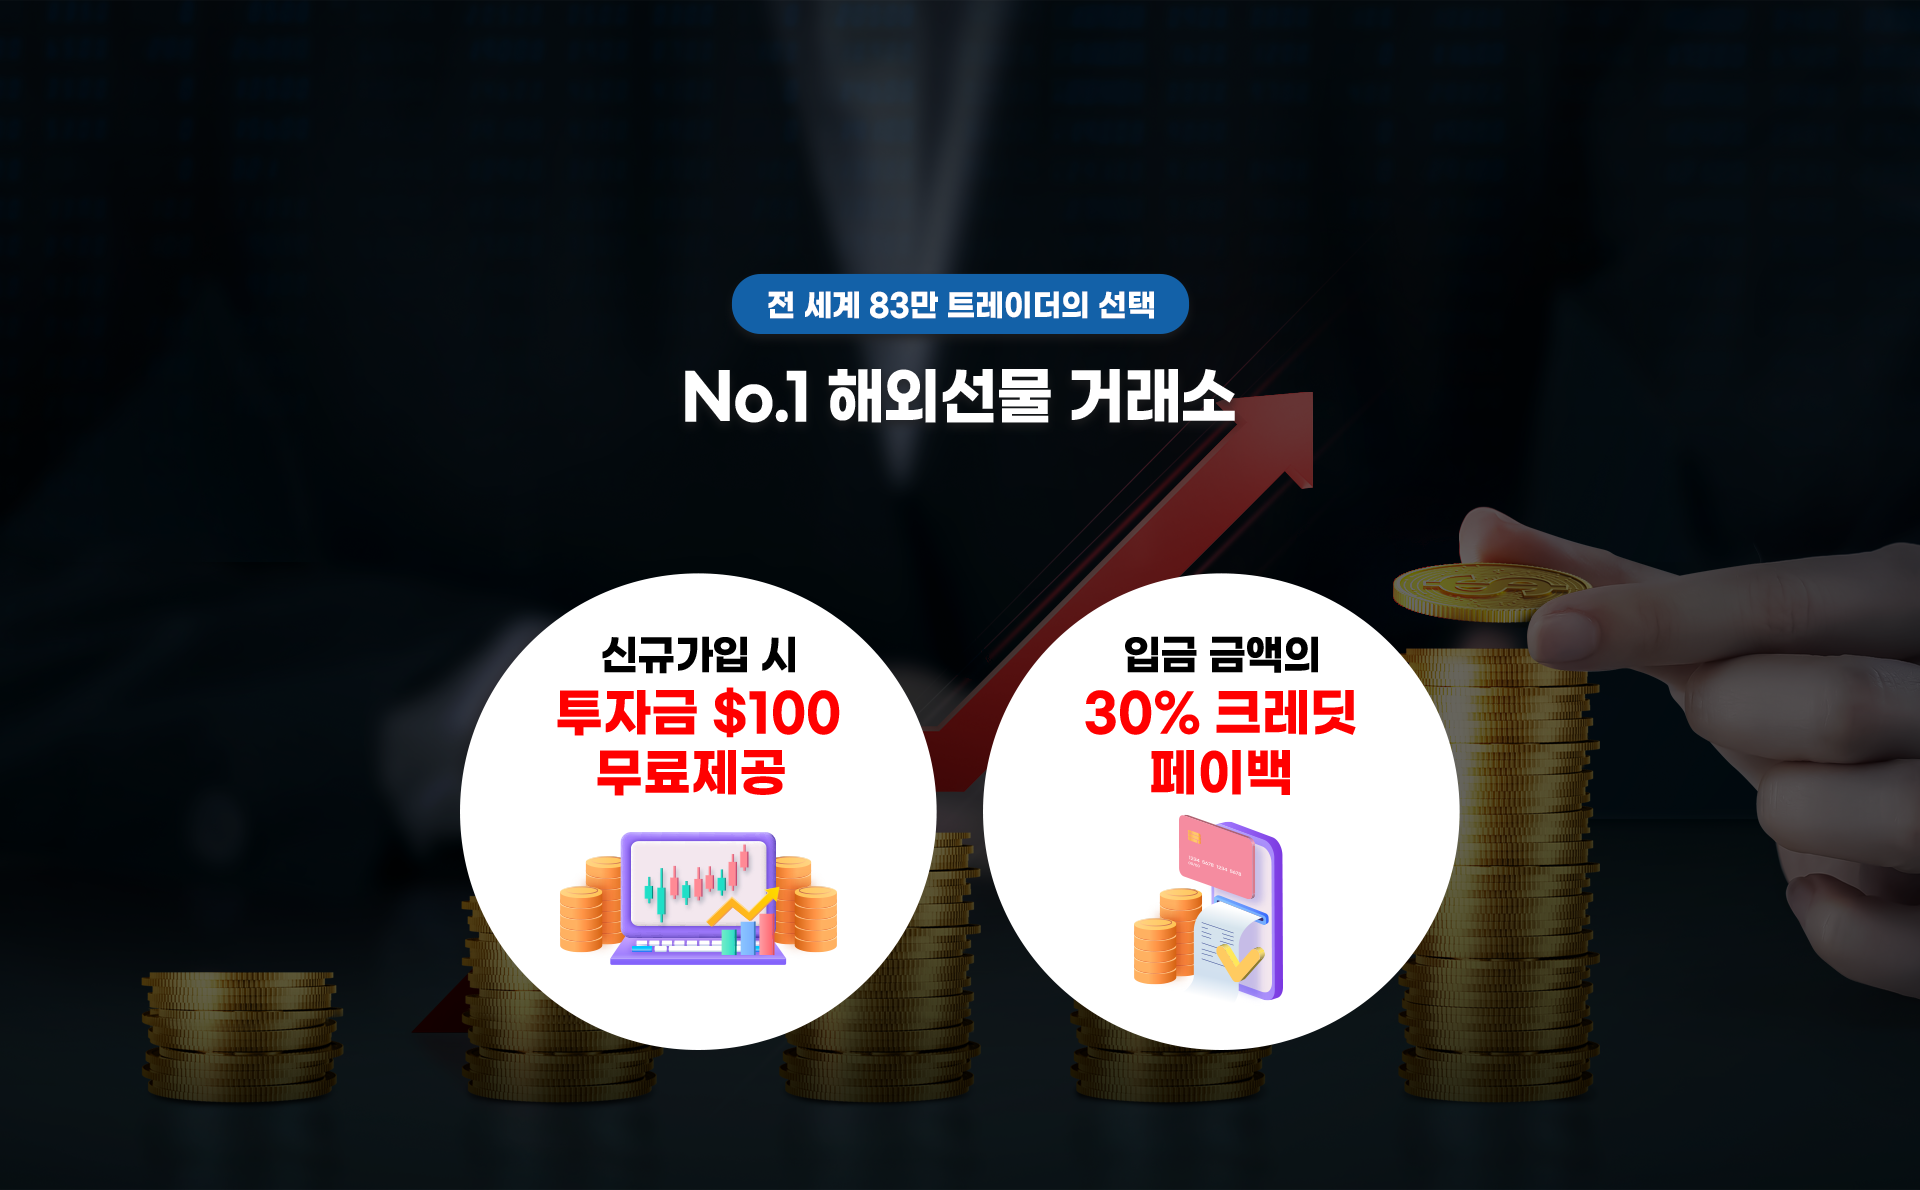 전 세계 83만 트레이더의 선택
No.1 해외선물 거래소
신규가입 시
투자금 $100
무료제공
입금 금액의
30% 크레딧
페이백